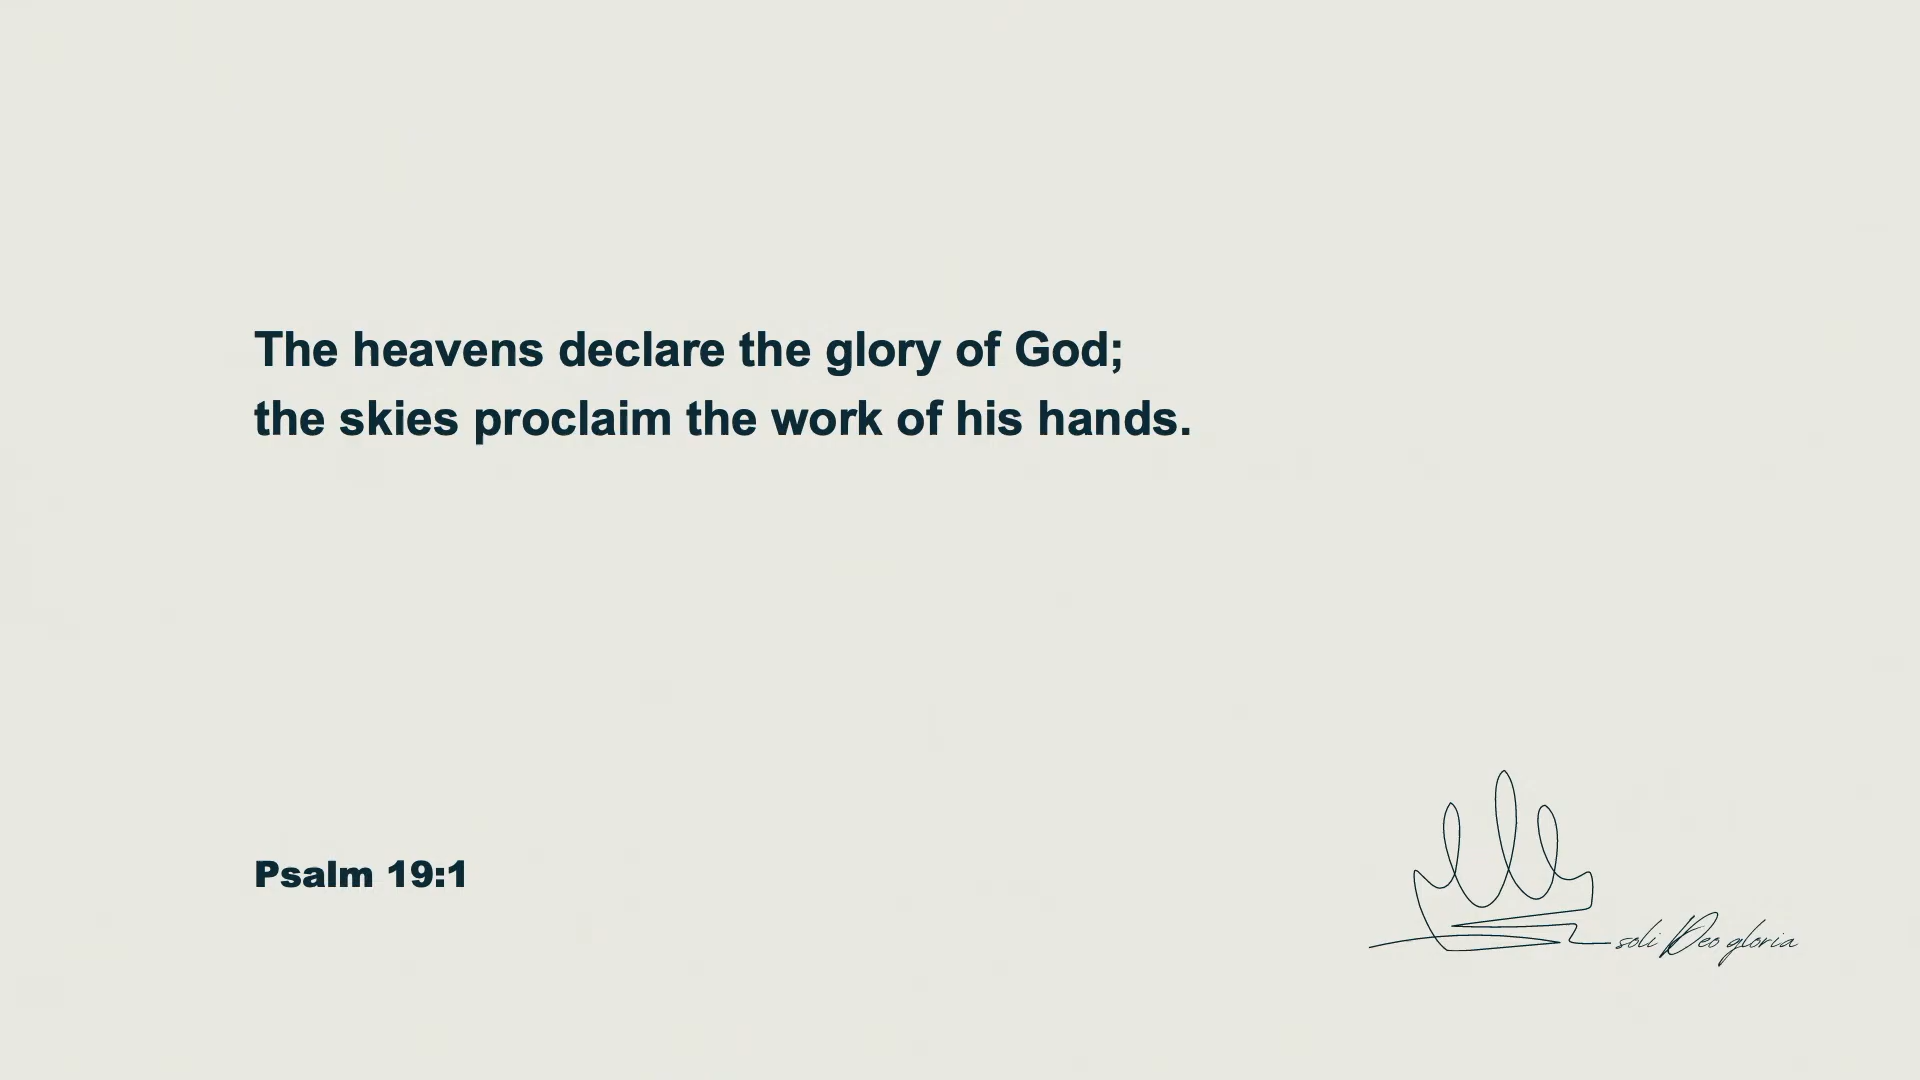 The heavens declare the glory of God;
the skies proclaim the work of his hands.
Psalm 19:1
soli Deo gloria